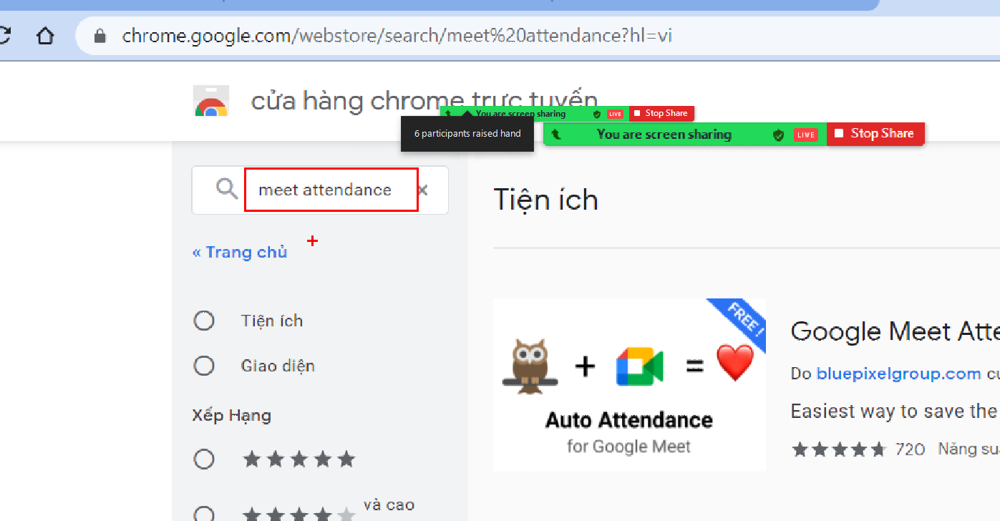 chrome.google.com/webstore/search/meet%20attendance?hl=vi
cửa hàng chrome trực tuyến
You are screen sharing LIVE Stop Share
6 participants raised hand
You are screen sharing LIVE Stop Share
meet attendance
Tiện ích
« Trang chủ
Tiện ích
Giao diện
Xếp Hạng
và cao
FREE !
Auto Attendance
for Google Meet
Google Meet
Do bluepixelgroup.com
Easiest way to save the
720 Năng